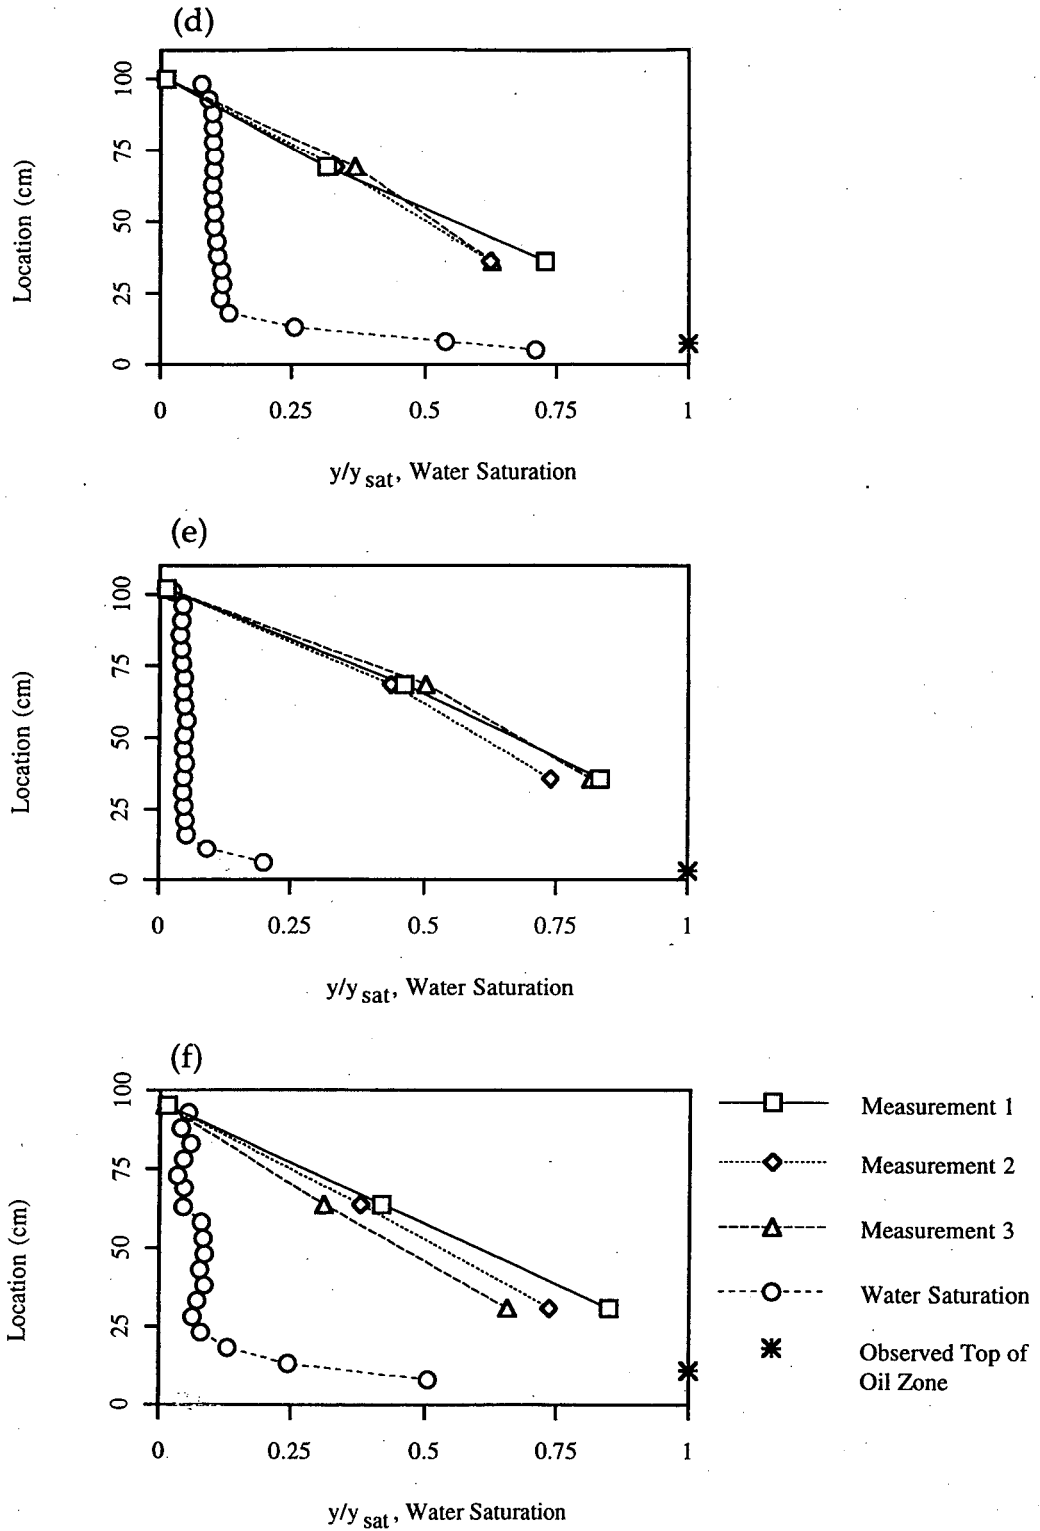 (d)
Location (cm)
100
75
50
25
0
0 0.25 0.5 0.75 1
y/y sat, Water Saturation
(e)
Location (cm)
100
75
50
25
0
0 0.25 0.5 0.75 1
y/y sat, Water Saturation
(f)
Location (cm)
100
75
50
25
0
0 0.25 0.5 0.75 1
y/y sat, Water Saturation
Measurement 1
Measurement 2
Measurement 3
Water Saturation
Observed Top of
Oil Zone